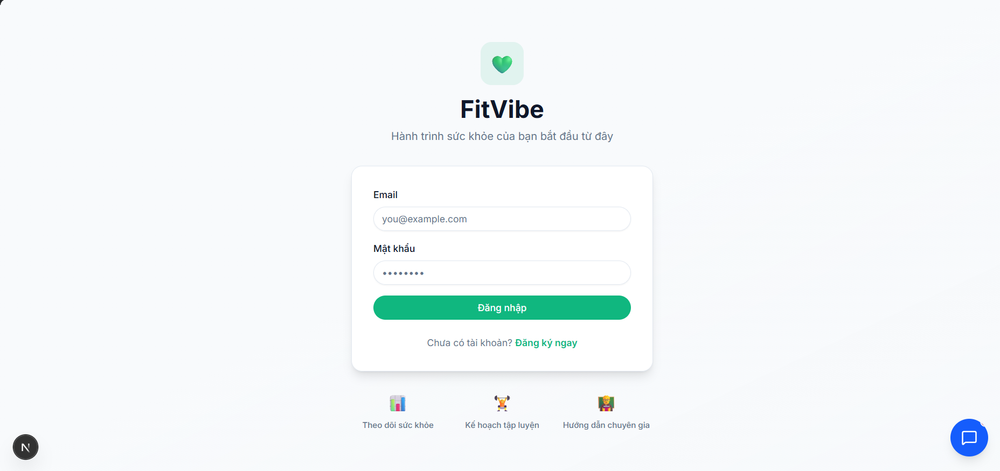 FitVibe
Hành trình sức khỏe của bạn bắt đầu từ đây
Email
you@example.com
Mật khẩu
••••••••
Đăng nhập
Chưa có tài khoản? Đăng ký ngay
Theo dõi sức khỏe
Kế hoạch tập luyện
Hướng dẫn chuyên gia
N